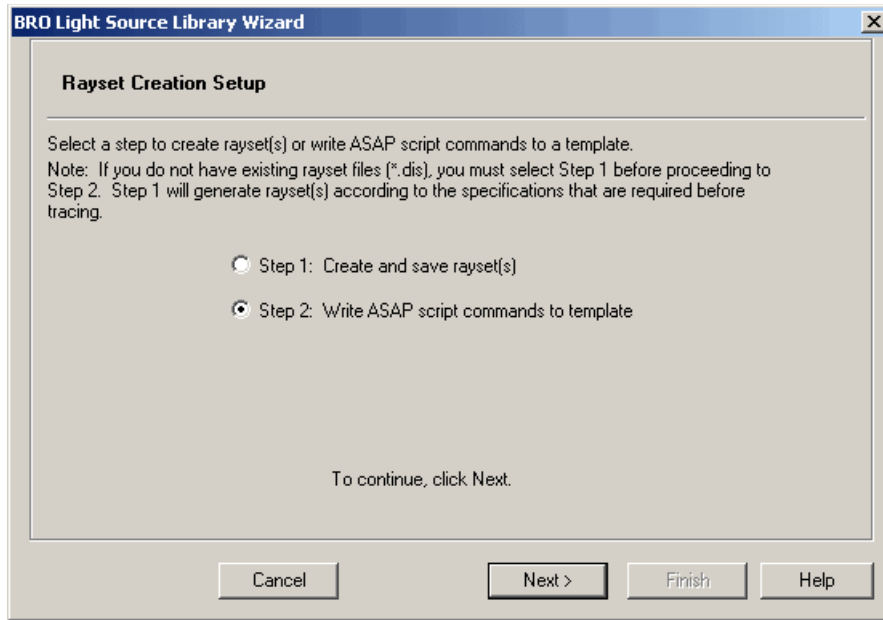 BRO Light Source Library Wizard
Rayset Creation Setup
Select a step to create rayset(s) or write ASAP script commands to a template.
Note:  If you do not have existing rayset files (*.dis), you must select Step 1 before proceeding to
Step 2.  Step 1 will generate rayset(s) according to the specifications that are required before
tracing.
Step 1:  Create and save rayset(s)
Step 2:  Write ASAP script commands to template
To continue, click Next.
Cancel
Next >
Finish
Help